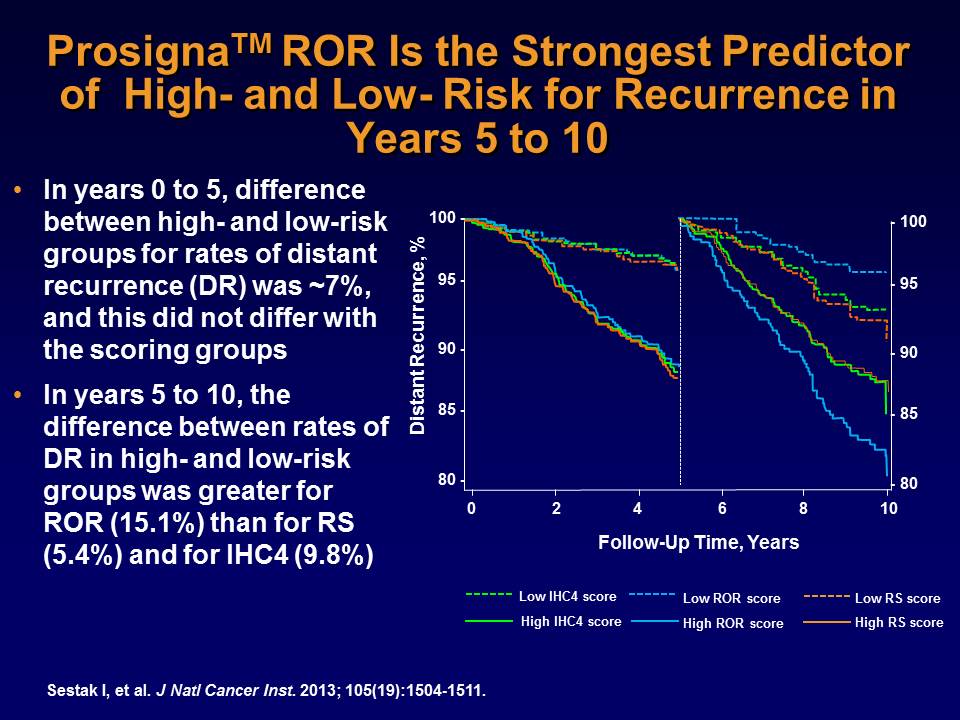 Prosigna™ ROR Is the Strongest Predictor
of High- and Low- Risk for Recurrence in
Years 5 to 10
• In years 0 to 5, difference
between high- and low-risk
groups for rates of distant
recurrence (DR) was ~7%,
and this did not differ with
the scoring groups
• In years 5 to 10, the
difference between rates of
DR in high- and low-risk
groups was greater for
ROR (15.1%) than for RS
(5.4%) and for IHC4 (9.8%)
Distant Recurrence, %
100
95
90
85
80
100
95
90
85
80
0 2 4 6 8 10
Follow-Up Time, Years
Low IHC4 score Low ROR score Low RS score
High IHC4 score High ROR score High RS score
Sestak I, et al. J Natl Cancer Inst. 2013; 105(19):1504-1511.